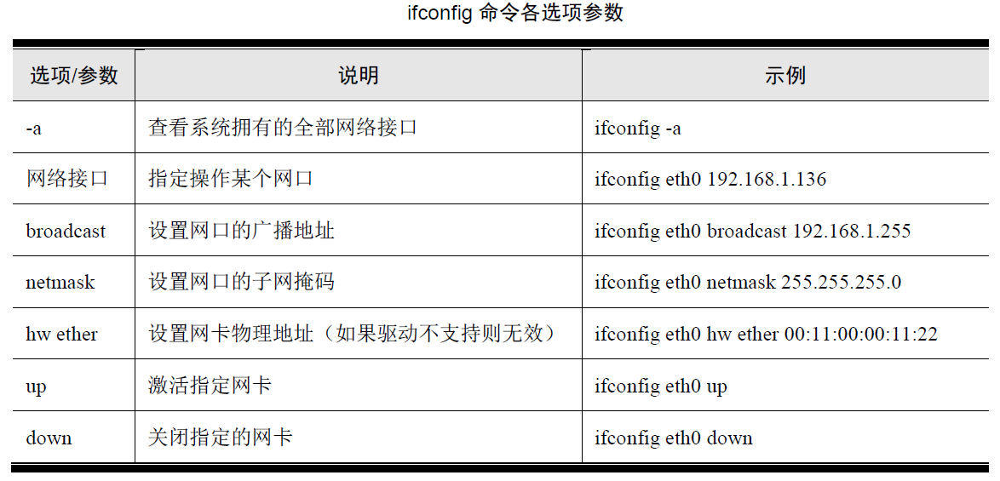 ifconfig 命令各选项参数
选项/参数 说明 示例
-a 查看系统拥有的全部网络接口 ifconfig -a
网络接口 指定操作某个网口 ifconfig eth0 192.168.1.136
broadcast 设置网口的广播地址 ifconfig eth0 broadcast 192.168.1.255
netmask 设置网口的子网掩码 ifconfig eth0 netmask 255.255.255.0
hw ether 设置网卡物理地址（如果驱动不支持则无效） ifconfig eth0 hw ether 00:11:00:00:11:22
up 激活指定网卡 ifconfig eth0 up
down 关闭指定的网卡 ifconfig eth0 down